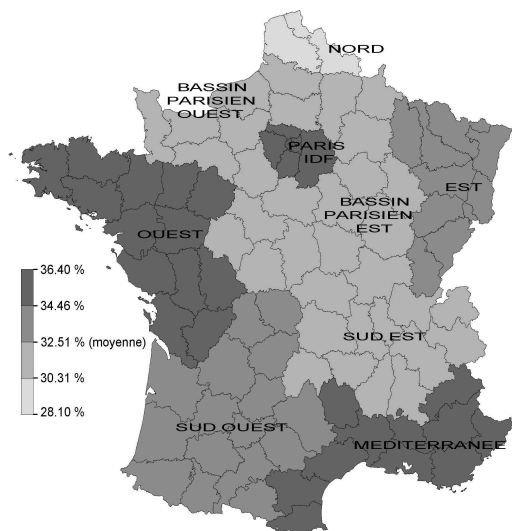 NORD
BASSIN
PARISIEN
OUEST
PARIS
IDF
EST
BASSIN
PARISIEN
EST
OUEST
36.40 %
34.46 %
32.51 % (moyenne)
30.31 %
28.10 %
SUD EST
SUD OUEST
MEDITERRANEE